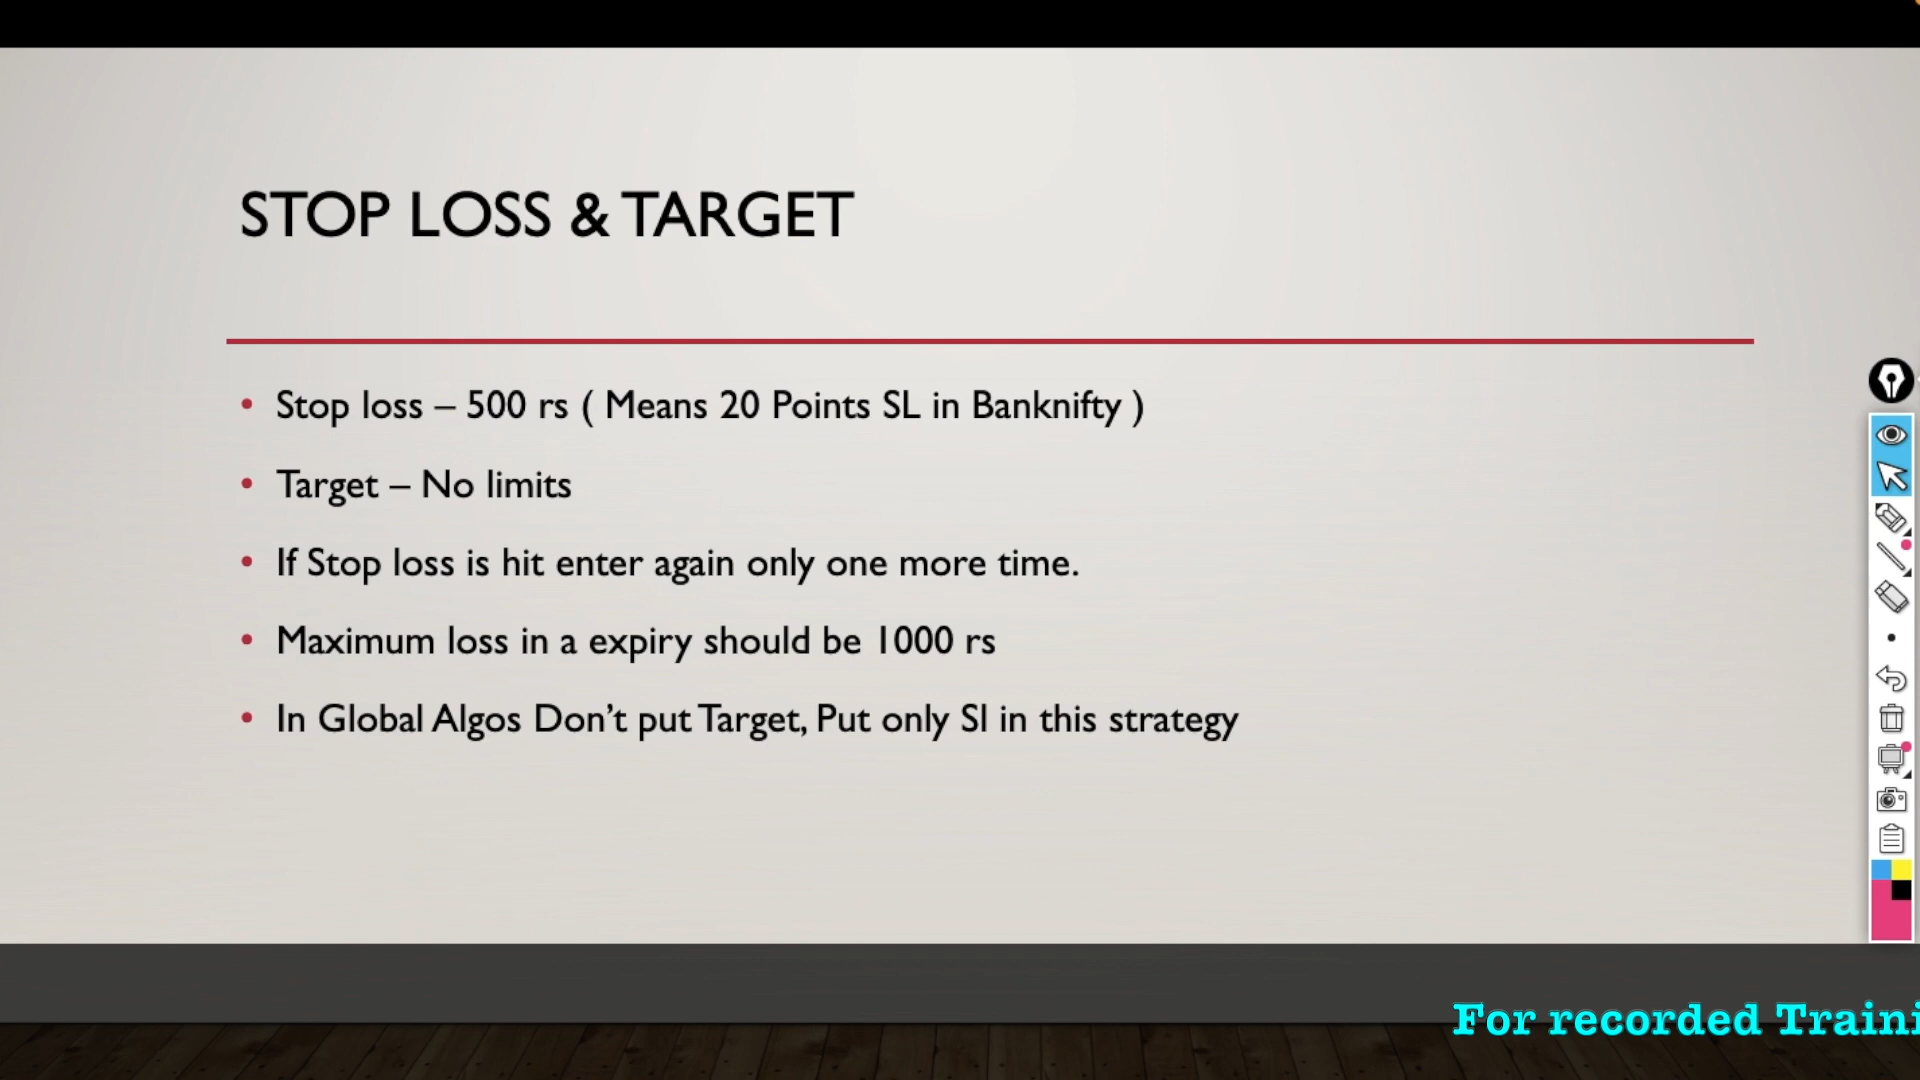 STOP LOSS & TARGET
• Stop loss – 500 rs ( Means 20 Points SL in Banknifty )
• Target – No limits
• If Stop loss is hit enter again only one more time.
• Maximum loss in a expiry should be 1000 rs
• In Global Algos Don’t put Target, Put only Sl in this strategy
For recorded Traini